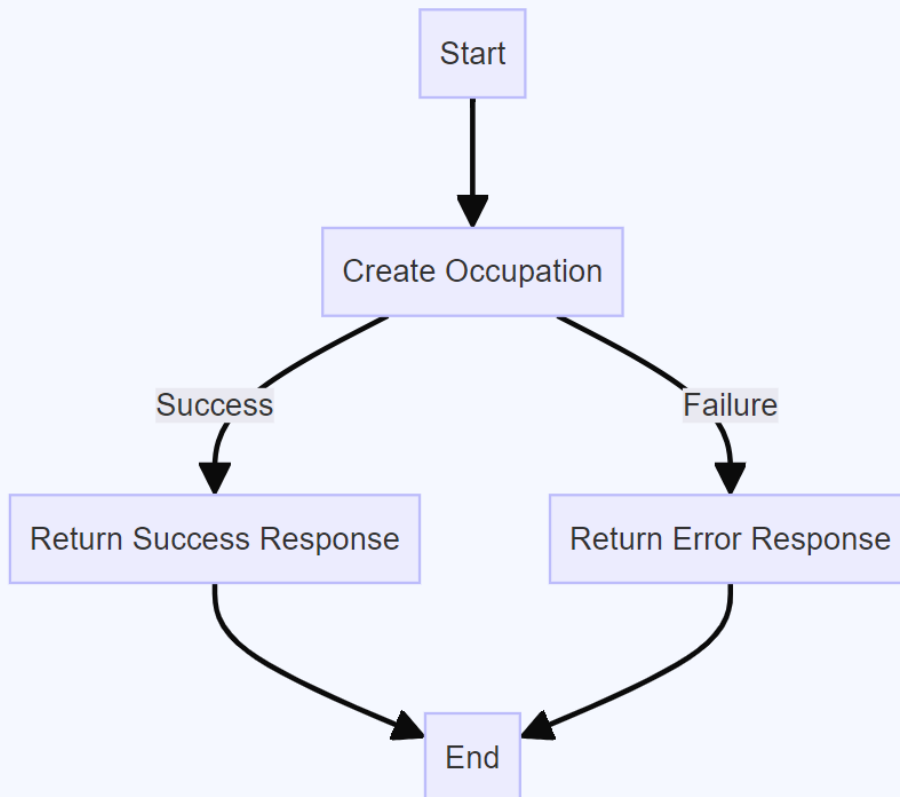 Start
Create Occupation
Success
Failure
Return Success Response
Return Error Response
End